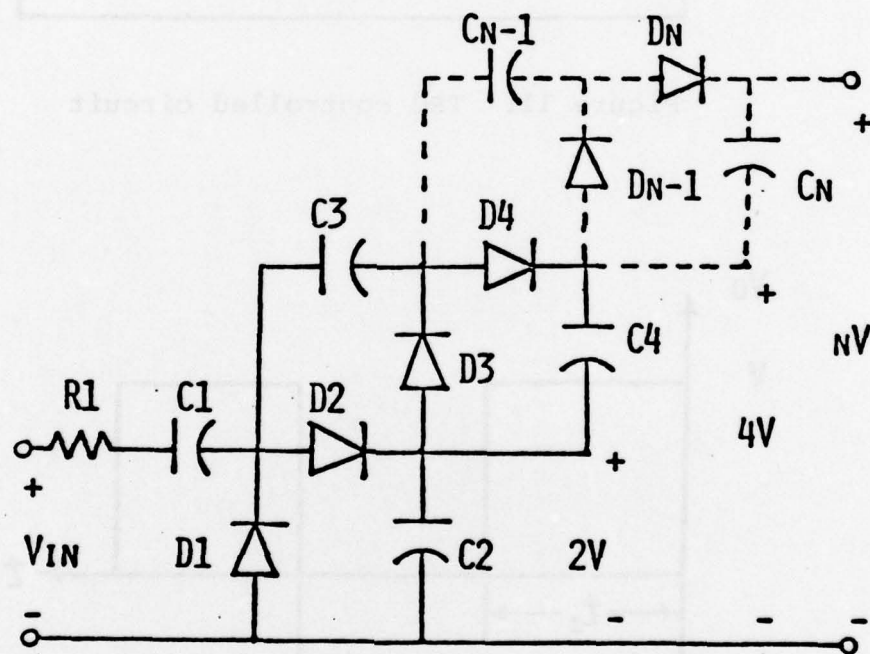 CN-1 DN
+
DN-1 CN
C3 D4
+
C4 NV
D3
R1 C1 D2 4V
+ +
VIN D1 C2 2V
- - - -